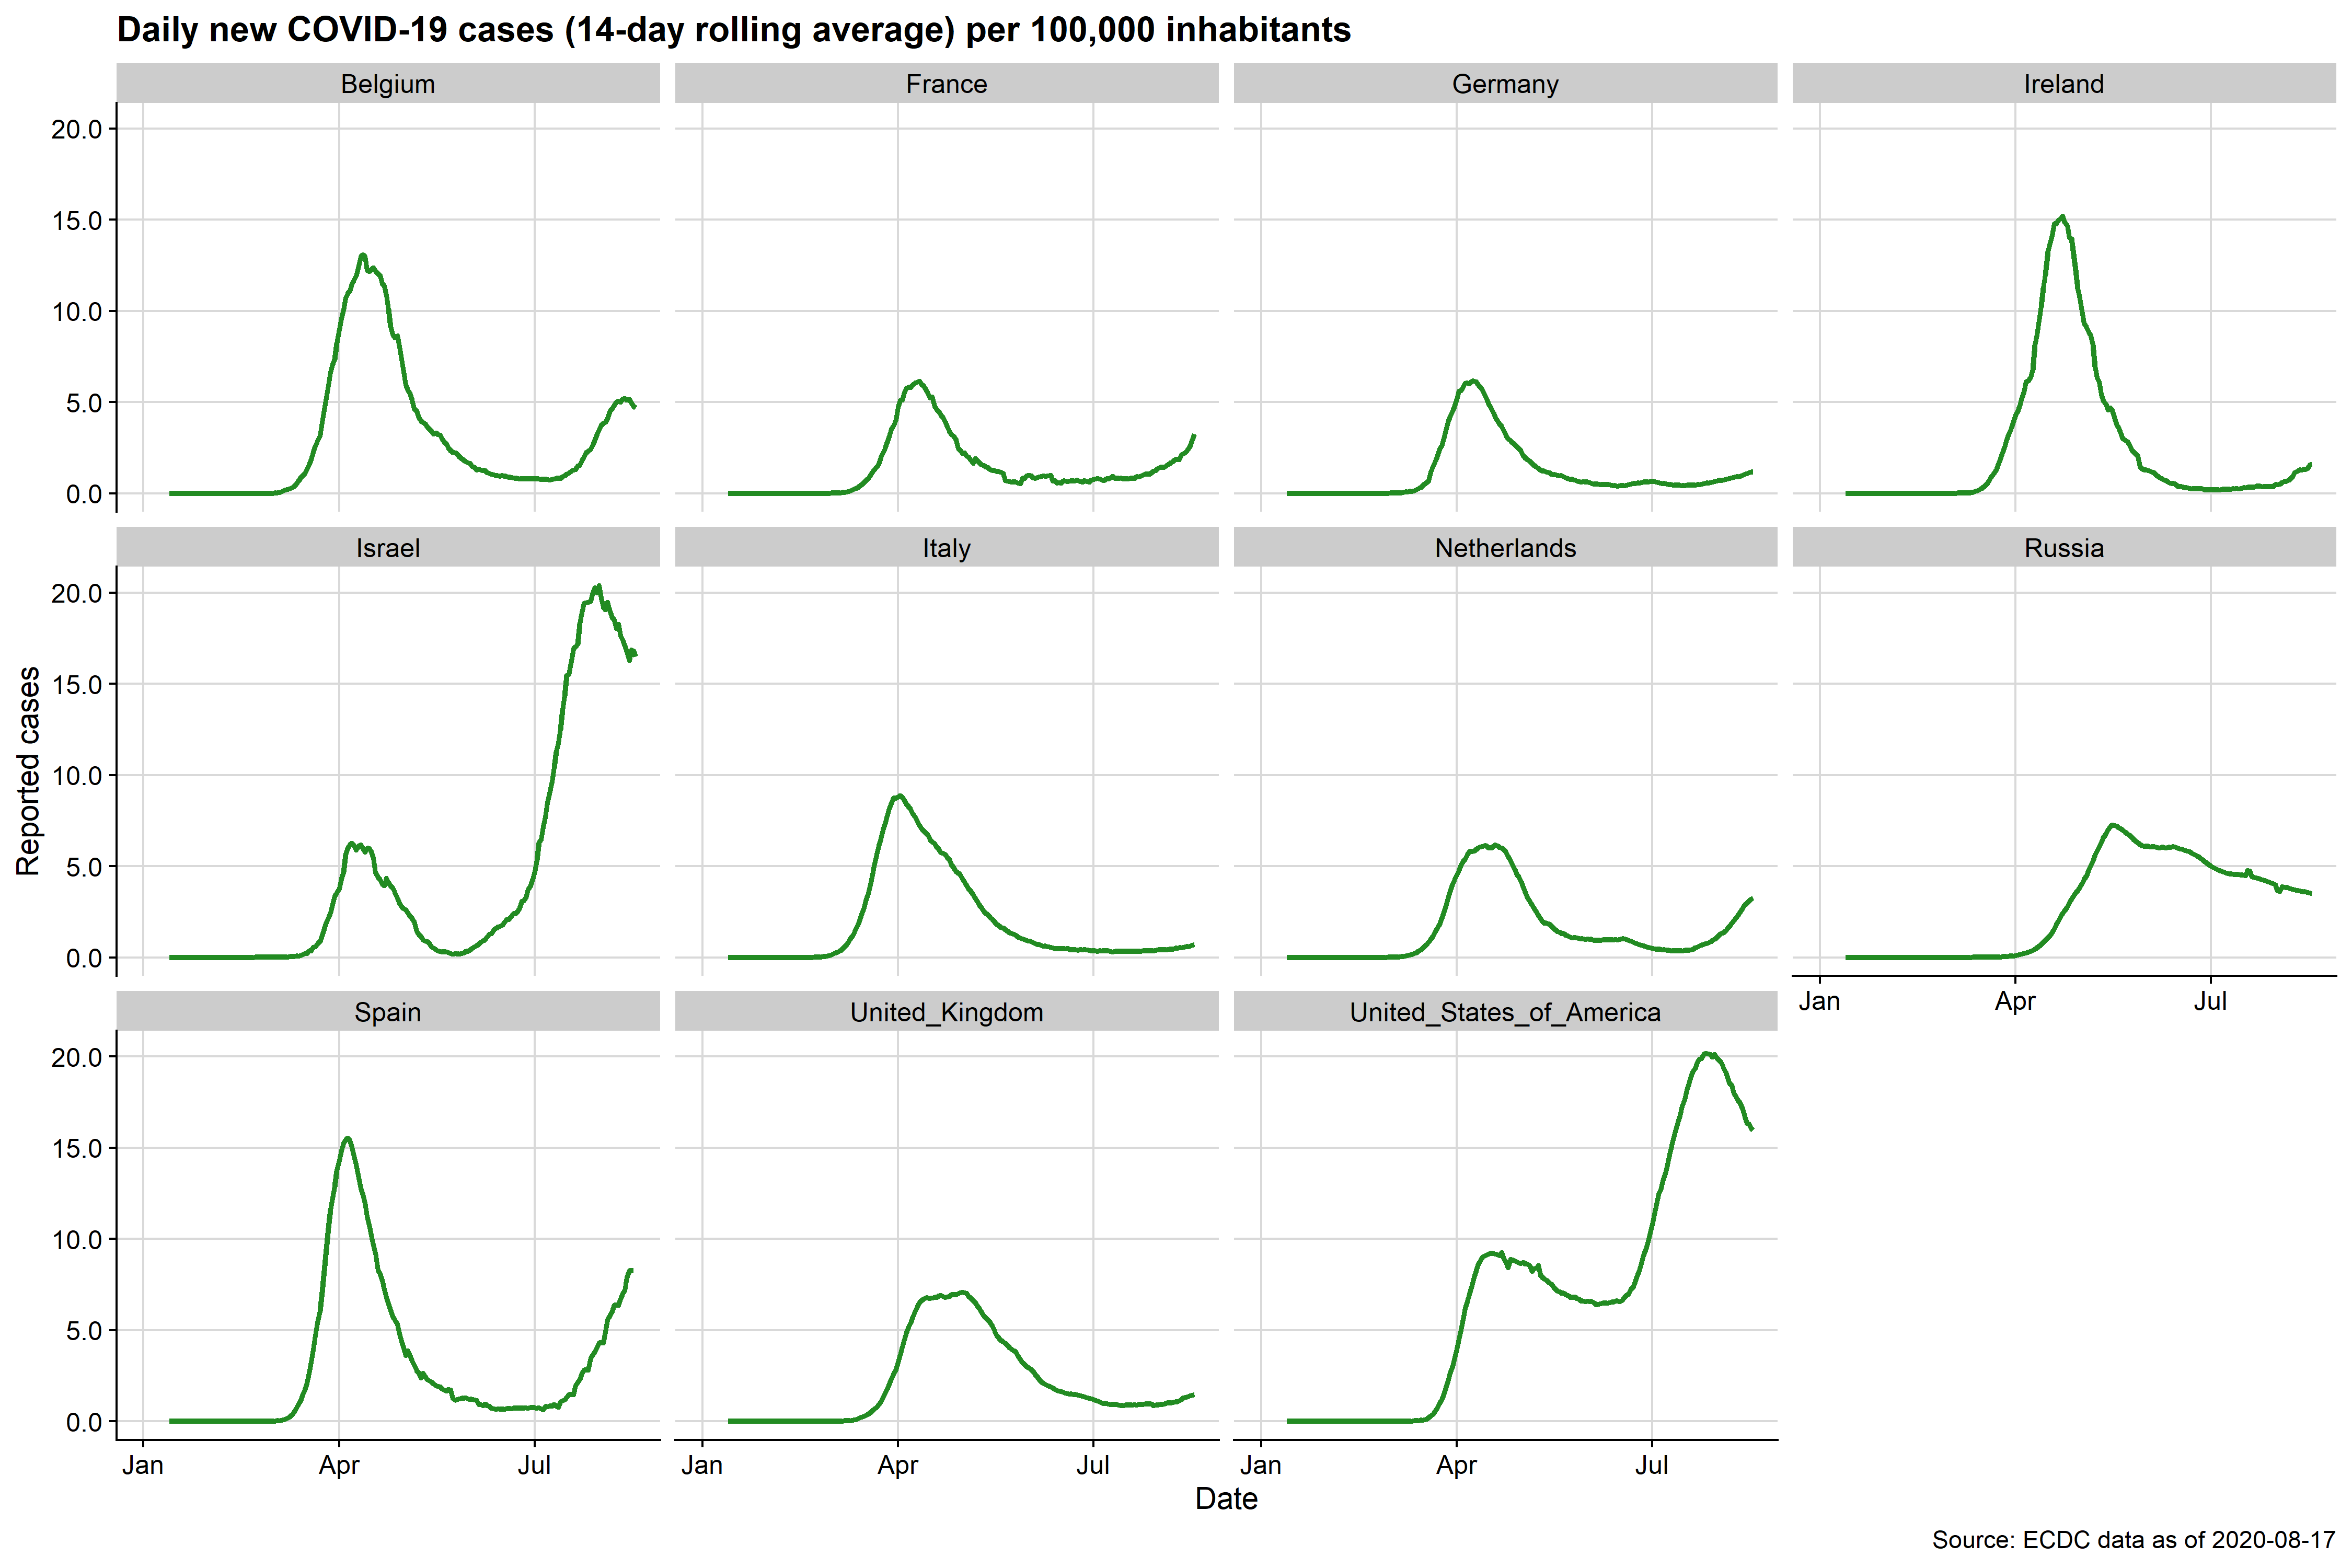 Daily new COVID-19 cases (14-day rolling average) per 100,000 inhabitants
Belgium France Germany Ireland
20.0
15.0
10.0
5.0
0.0
Israel Italy Netherlands Russia
20.0
15.0
10.0
5.0
0.0
Jan Apr Jul
Reported cases
Spain United_Kingdom United_States_of_America
20.0
15.0
10.0
5.0
0.0
Jan Apr Jul Jan Apr Jul Jan Apr Jul
Date
Source: ECDC data as of 2020-08-17